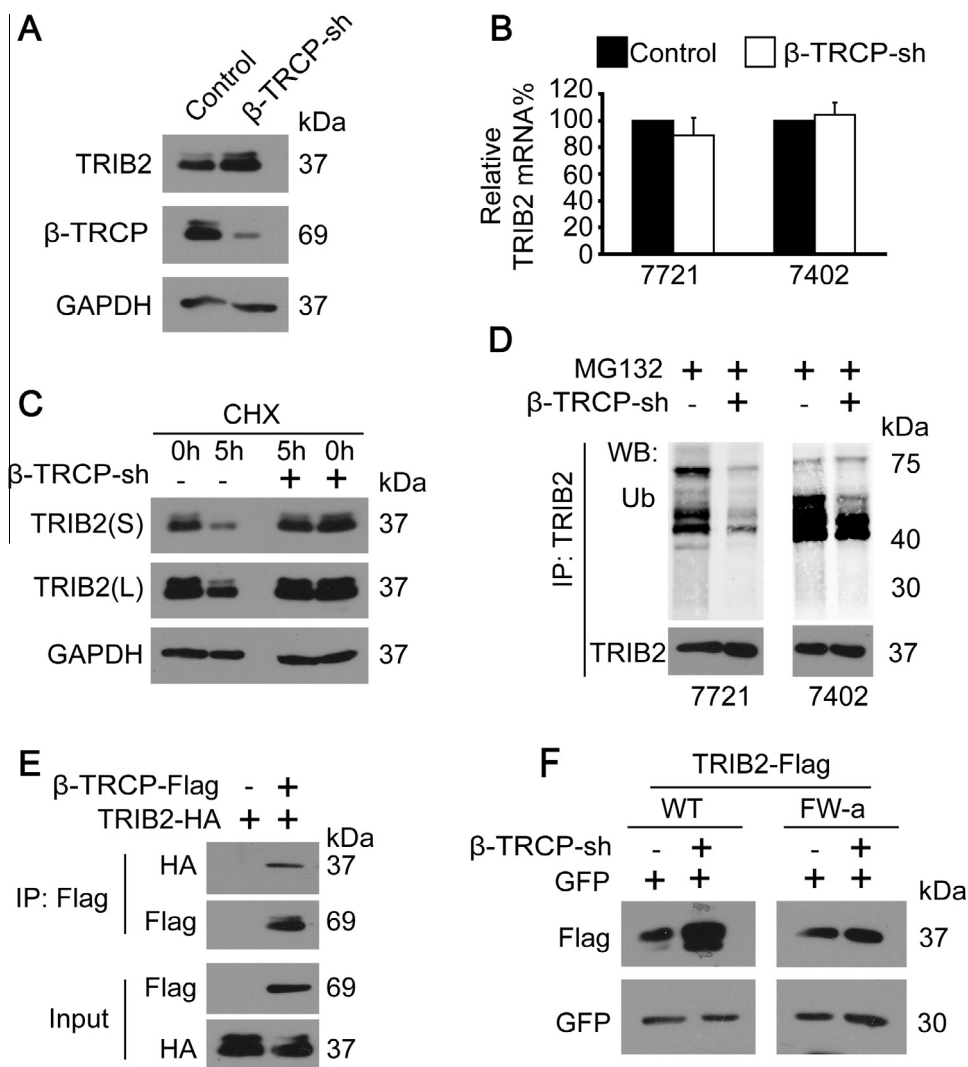 A
Control
β-TRCP-sh
kDa
TRIB2
37
β-TRCP
69
GAPDH
37
B
Control
β-TRCP-sh
Relative
TRIB2 mRNA%
120
100
80
60
40
20
0
7721
7402
C
CHX
0h 5h 5h 0h
β-TRCP-sh - - + + kDa
TRIB2(S) 37
TRIB2(L) 37
GAPDH 37
D
MG132 + + + +
β-TRCP-sh - + - +
kDa
IP: TRIB2
WB:
Ub
75
40
30
TRIB2 37
7721 7402
E
β-TRCP-Flag - +
TRIB2-HA + +
kDa
IP: Flag
HA 37
Flag 69
Input
Flag 69
HA 37
F
TRIB2-Flag
WT FW-a
β-TRCP-sh - + - +
GFP + + + +
kDa
Flag 37
GFP 30